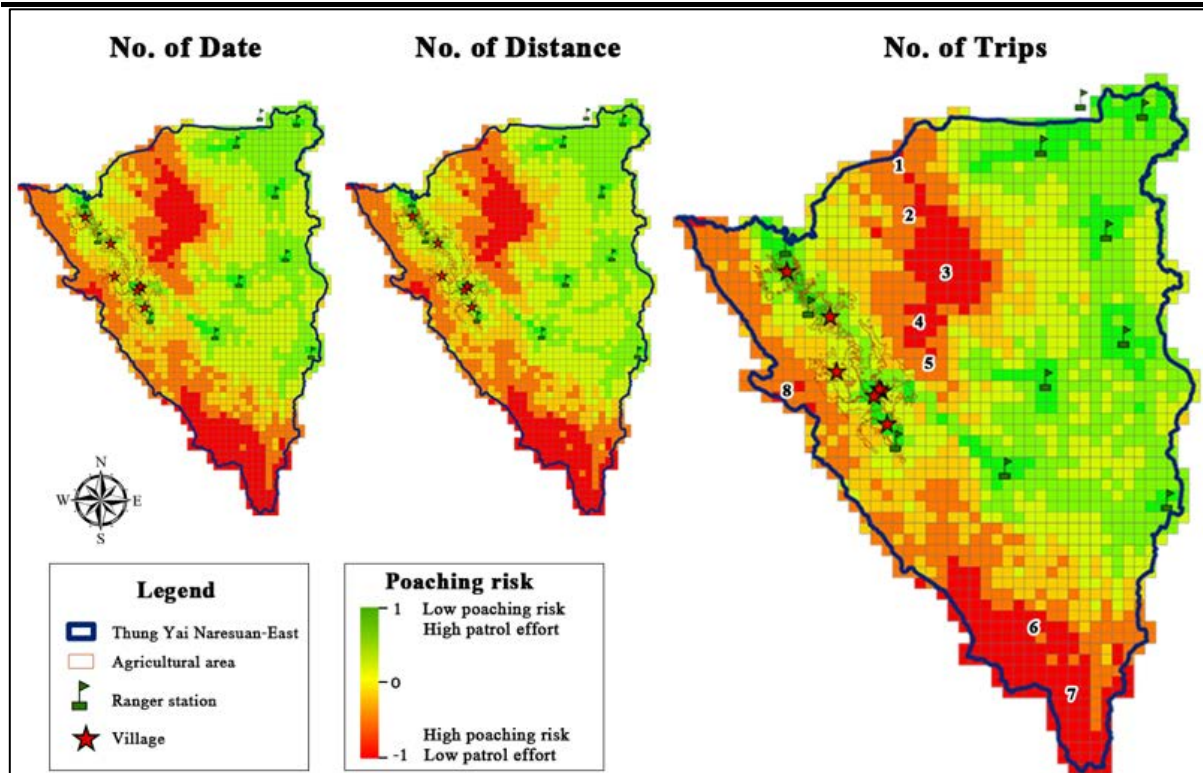 No. of Date
No. of Distance
No. of Trips
1
2
3
4
5
8
6
7
N
W E
S
Legend
Thung Yai Naresuan-East
Agricultural area
Ranger station
Village
Poaching risk
1 Low poaching risk
High patrol effort
0
High poaching risk
-1 Low patrol effort